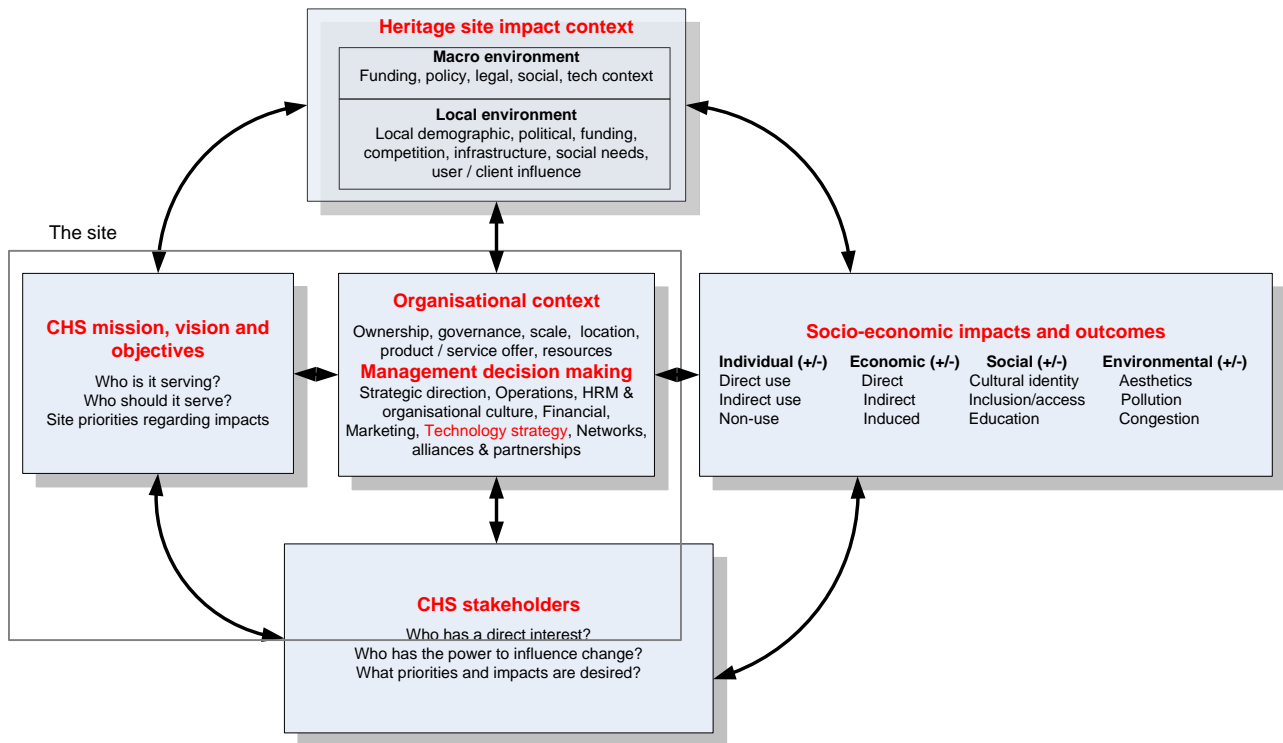 Heritage site impact context
Macro environment
Funding, policy, legal, social, tech context
Local environment
Local demographic, political, funding,
competition, infrastructure, social needs,
user / client influence
The site
CHS mission, vision and
objectives
Who is it serving?
Who should it serve?
Site priorities regarding impacts
Organisational context
Ownership, governance, scale, location,
product / service offer, resources
Management decision making
Strategic direction, Operations, HRM &
organisational culture, Financial,
Marketing, Technology strategy, Networks,
alliances & partnerships
Socio-economic impacts and outcomes
Individual (+/-)
Direct use
Indirect use
Non-use
Economic (+/-)
Direct
Indirect
Induced
Social (+/-)
Cultural identity
Inclusion/access
Education
Environmental (+/-)
Aesthetics
Pollution
Congestion
CHS stakeholders
Who has a direct interest?
Who has the power to influence change?
What priorities and impacts are desired?